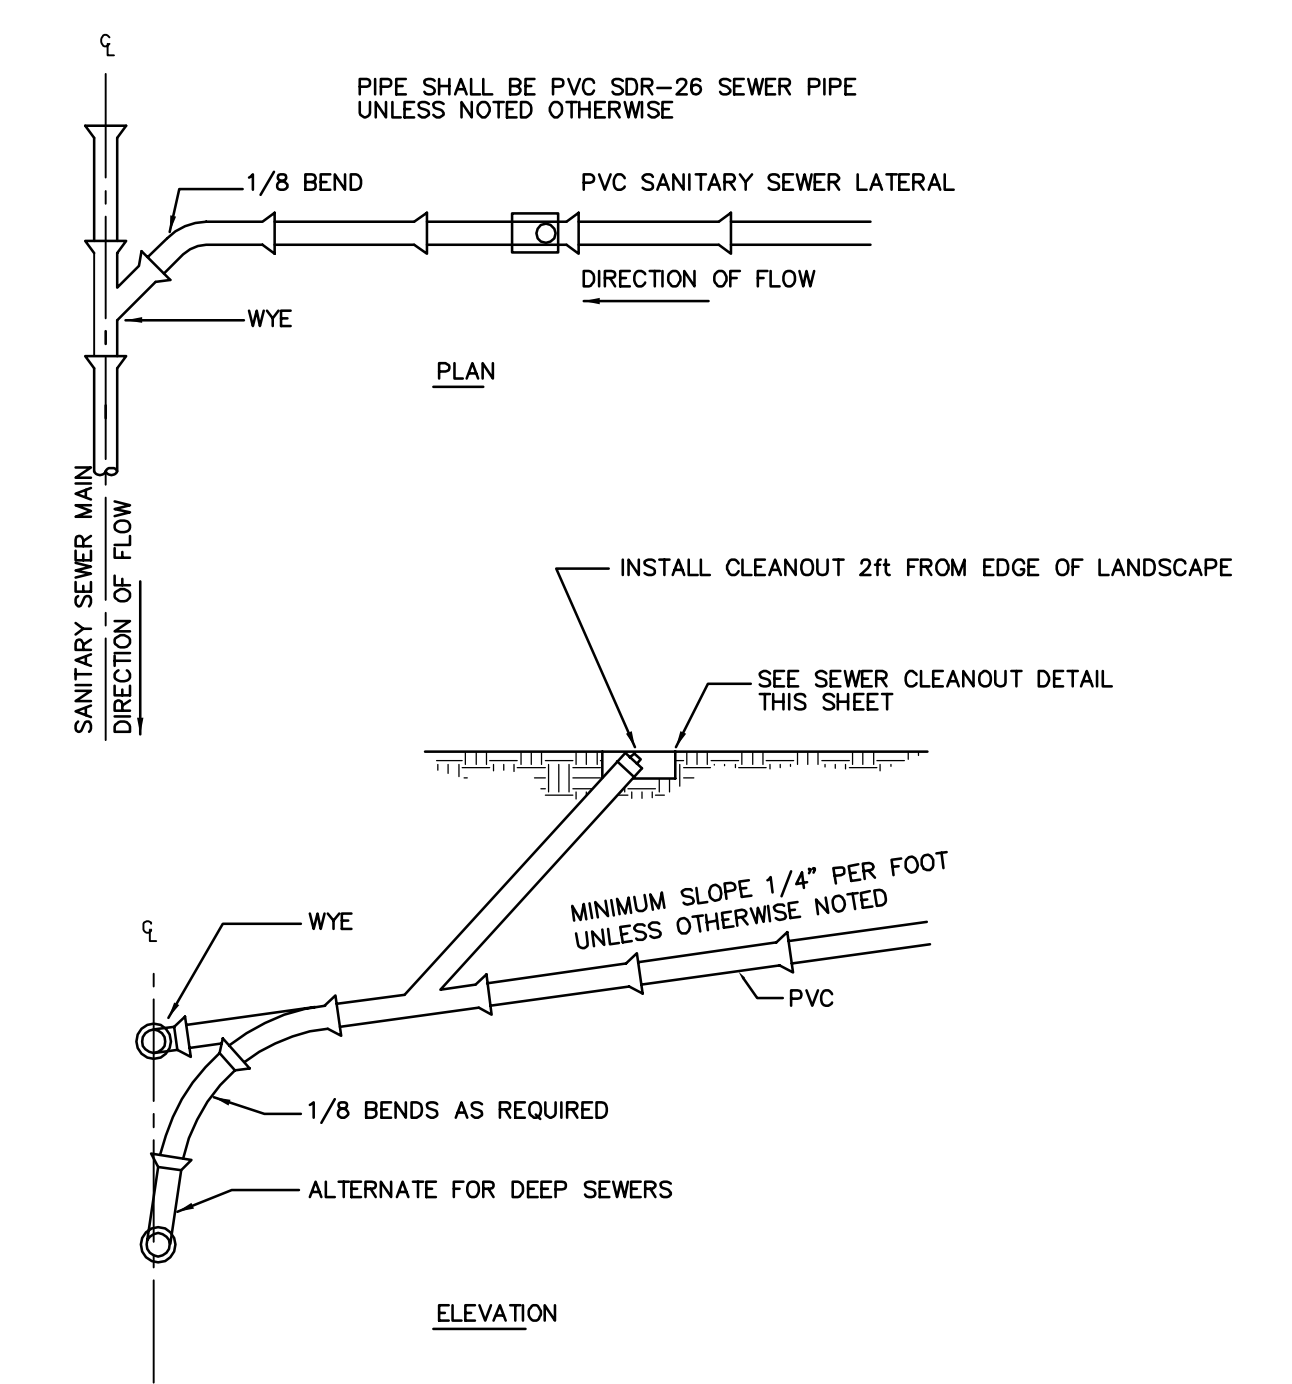 ℄
PIPE SHALL BE PVC SDR-26 SEWER PIPE
UNLESS NOTED OTHERWISE
1/8 BEND
PVC SANITARY SEWER LATERAL
DIRECTION OF FLOW
WYE
PLAN
SANITARY SEWER MAIN
DIRECTION OF FLOW
INSTALL CLEANOUT 2ft FROM EDGE OF LANDSCAPE
SEE SEWER CLEANOUT DETAIL
THIS SHEET
MINIMUM SLOPE 1/4" PER FOOT
UNLESS OTHERWISE NOTED
WYE
℄
PVC
1/8 BENDS AS REQUIRED
ALTERNATE FOR DEEP SEWERS
ELEVATION